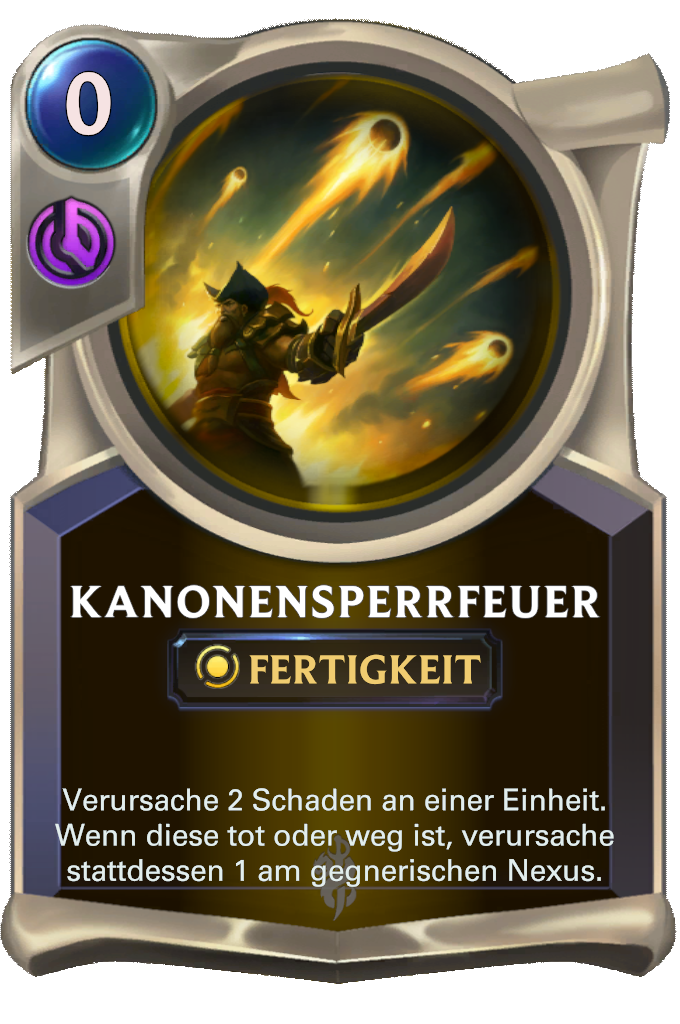 0
KANONENSPERRFEUER
FERTIGKEIT
Verursache 2 Schaden an einer Einheit.
Wenn diese tot oder weg ist, verursache
stattdessen 1 am gegnerischen Nexus.